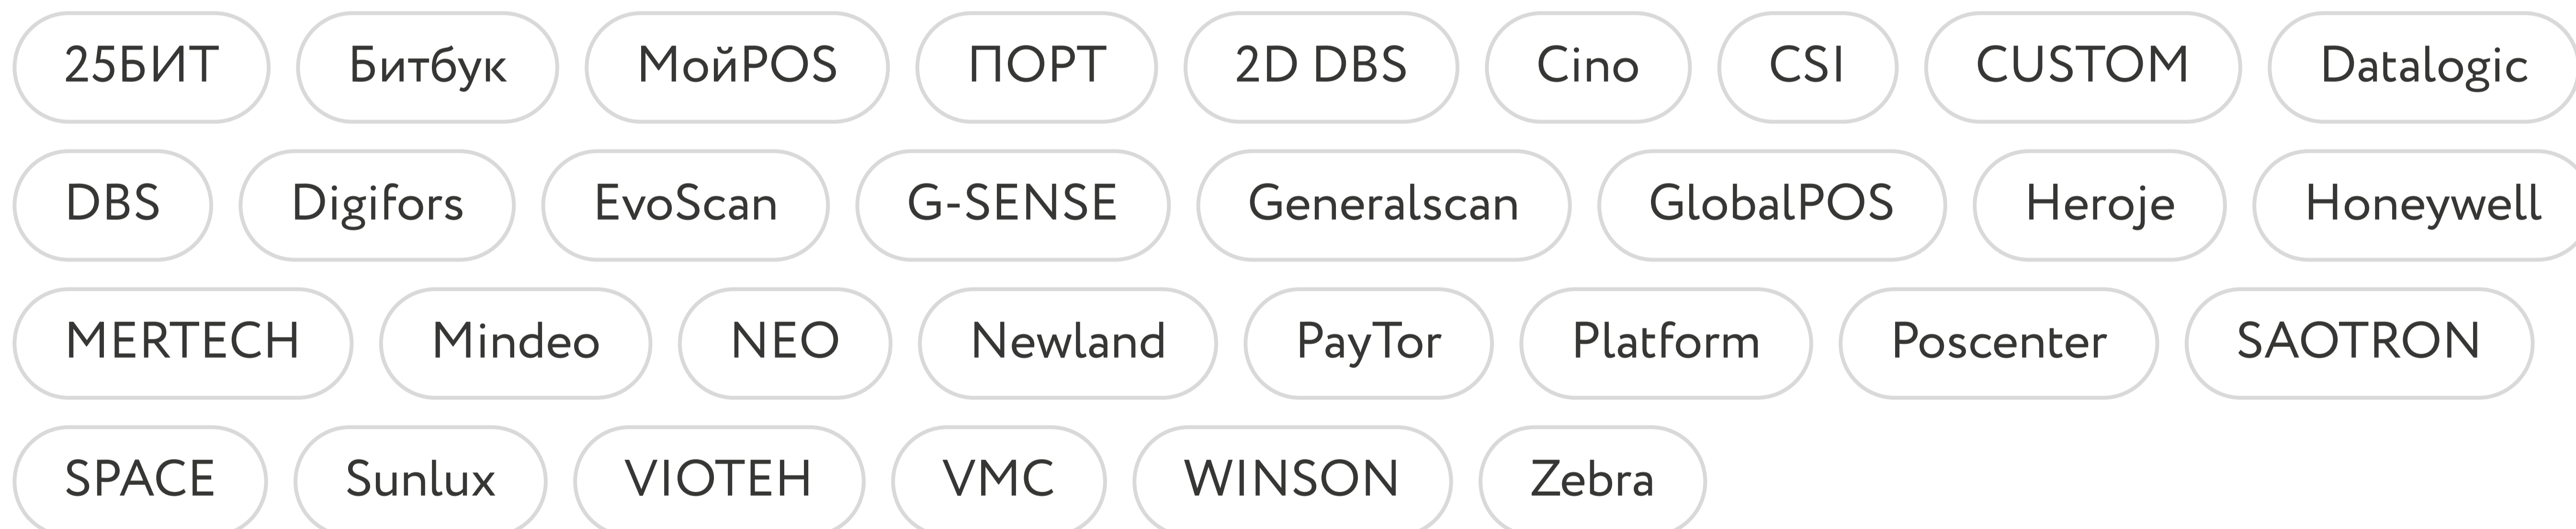 25БИТ Битбук МойPOS ПОРТ 2D DBS Cino CSI CUSTOM Datalogic
DBS Digifors EvoScan G-SENSE Generalscan GlobalPOS Heroje Honeywell
MERTECH Mindeo NEO Newland PayTor Platform Poscenter SAOTRON
SPACE Sunlux VIOTEH VMC WINSON Zebra